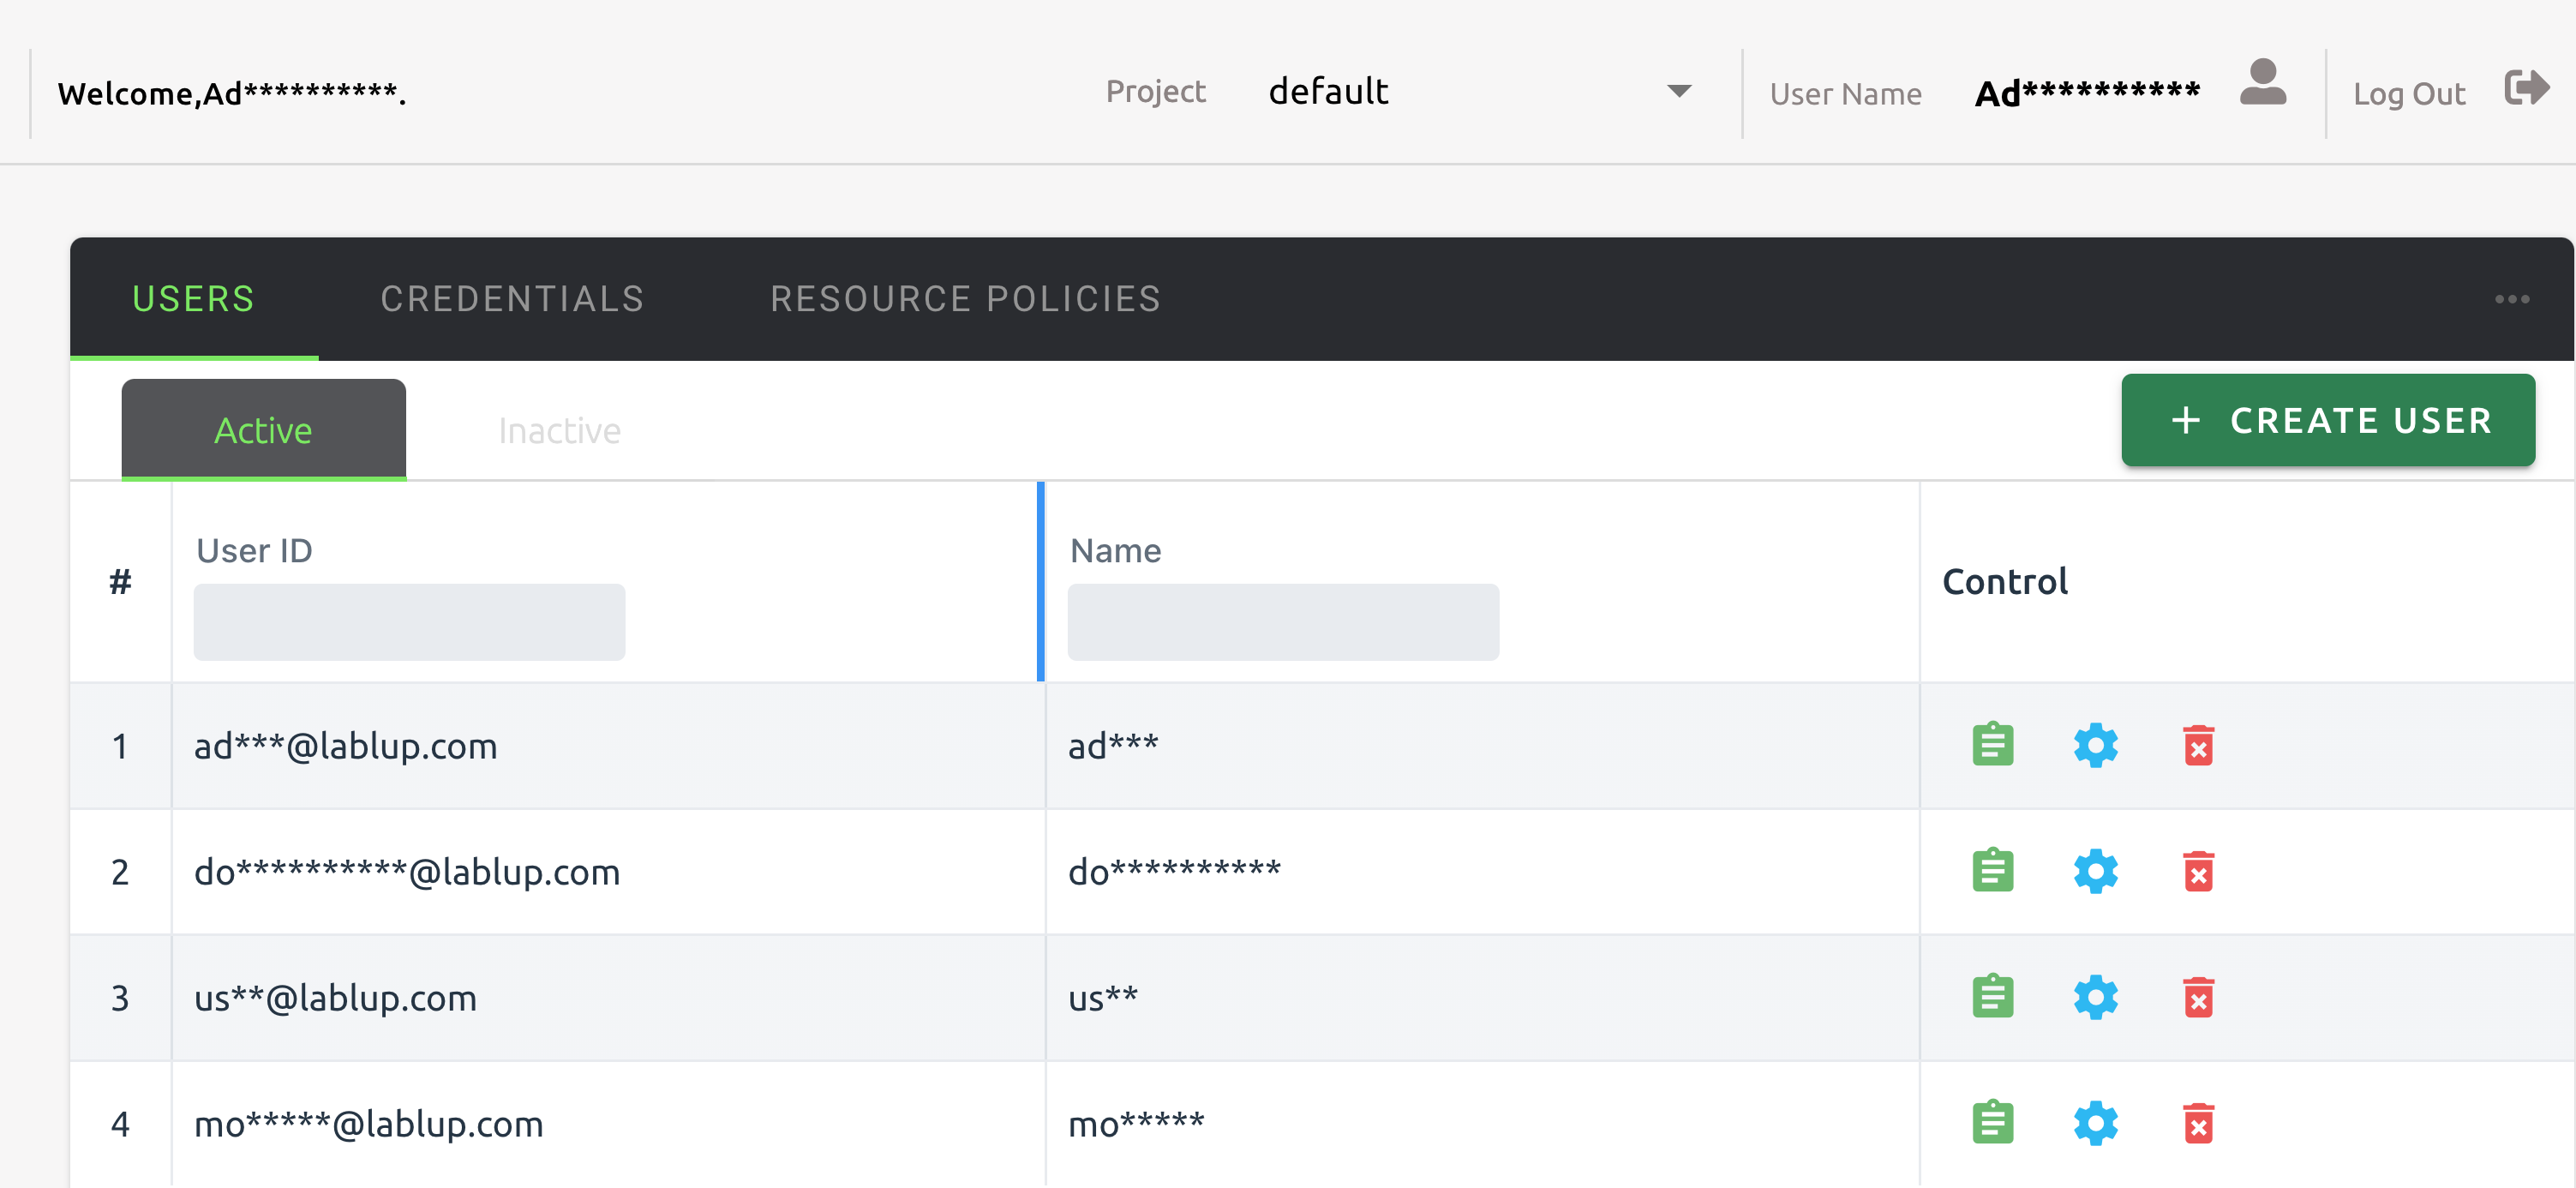 Welcome,Ad**********.
Project default
User Name Ad**********
Log Out
USERS CREDENTIALS RESOURCE POLICIES
Active Inactive + CREATE USER
# User ID Name Control
1 ad***@lablup.com ad***
2 do**********@lablup.com do**********
3 us**@lablup.com us**
4 mo*****@lablup.com mo*****